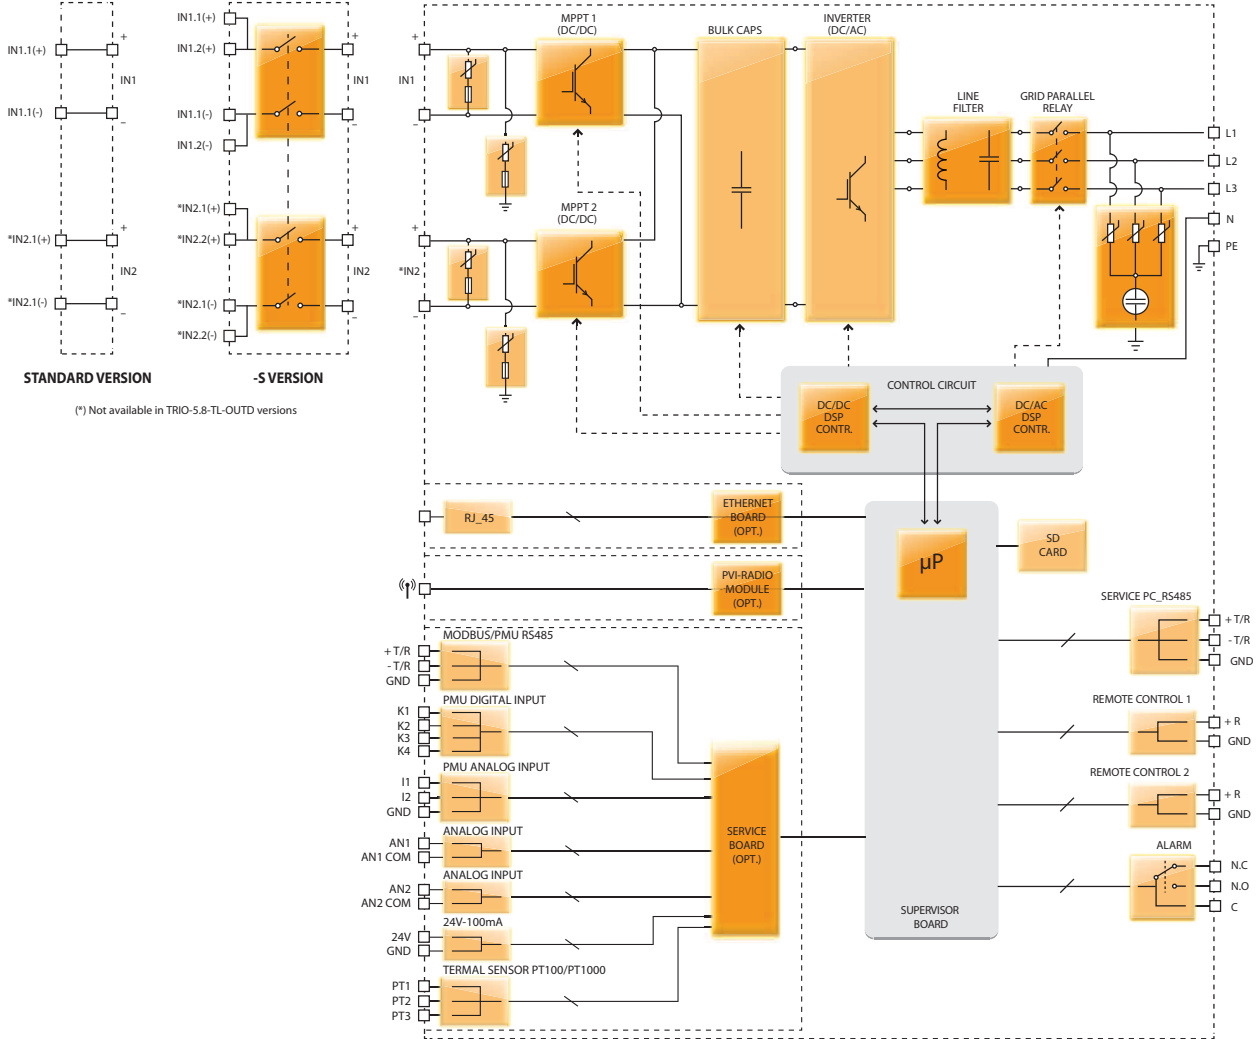 IN1.1(+)
+
IN1
IN1.1(-)
–
*IN2.1(+)
+
IN2
*IN2.1(-)
–
STANDARD VERSION
IN1.1(+)
IN1.2(+)
+
IN1
IN1.1(-)
–
IN1.2(-)
*IN2.1(+)
+
*IN2.2(+)
IN2
*IN2.1(-)
–
*IN2.2(-)
-S VERSION
(*) Not available in TRIO-5.8-TL-OUTD versions
+
IN1
–
+
*IN2
–
MPPT 1
(DC/DC)
MPPT 2
(DC/DC)
BULK CAPS
INVERTER
(DC/AC)
LINE
FILTER
GRID PARALLEL
RELAY
L1
L2
L3
N
PE
CONTROL CIRCUIT
DC/DC
DSP
CONTR.
DC/AC
DSP
CONTR.
RJ_45
ETHERNET
BOARD
(OPT.)
PVI-RADIO
MODULE
(OPT.)
µP
SD
CARD
MODBUS/PMU RS485
+ T/R
- T/R
GND
PMU DIGITAL INPUT
K1
K2
K3
K4
PMU ANALOG INPUT
I1
I2
GND
ANALOG INPUT
AN1
AN1 COM
ANALOG INPUT
AN2
AN2 COM
24V-100mA
24V
GND
TERMAL SENSOR PT100/PT1000
PT1
PT2
PT3
SERVICE
BOARD
(OPT.)
SUPERVISOR
BOARD
SERVICE PC_RS485
+ T/R
- T/R
GND
REMOTE CONTROL 1
+ R
GND
REMOTE CONTROL 2
+ R
GND
ALARM
N.C
N.O
C